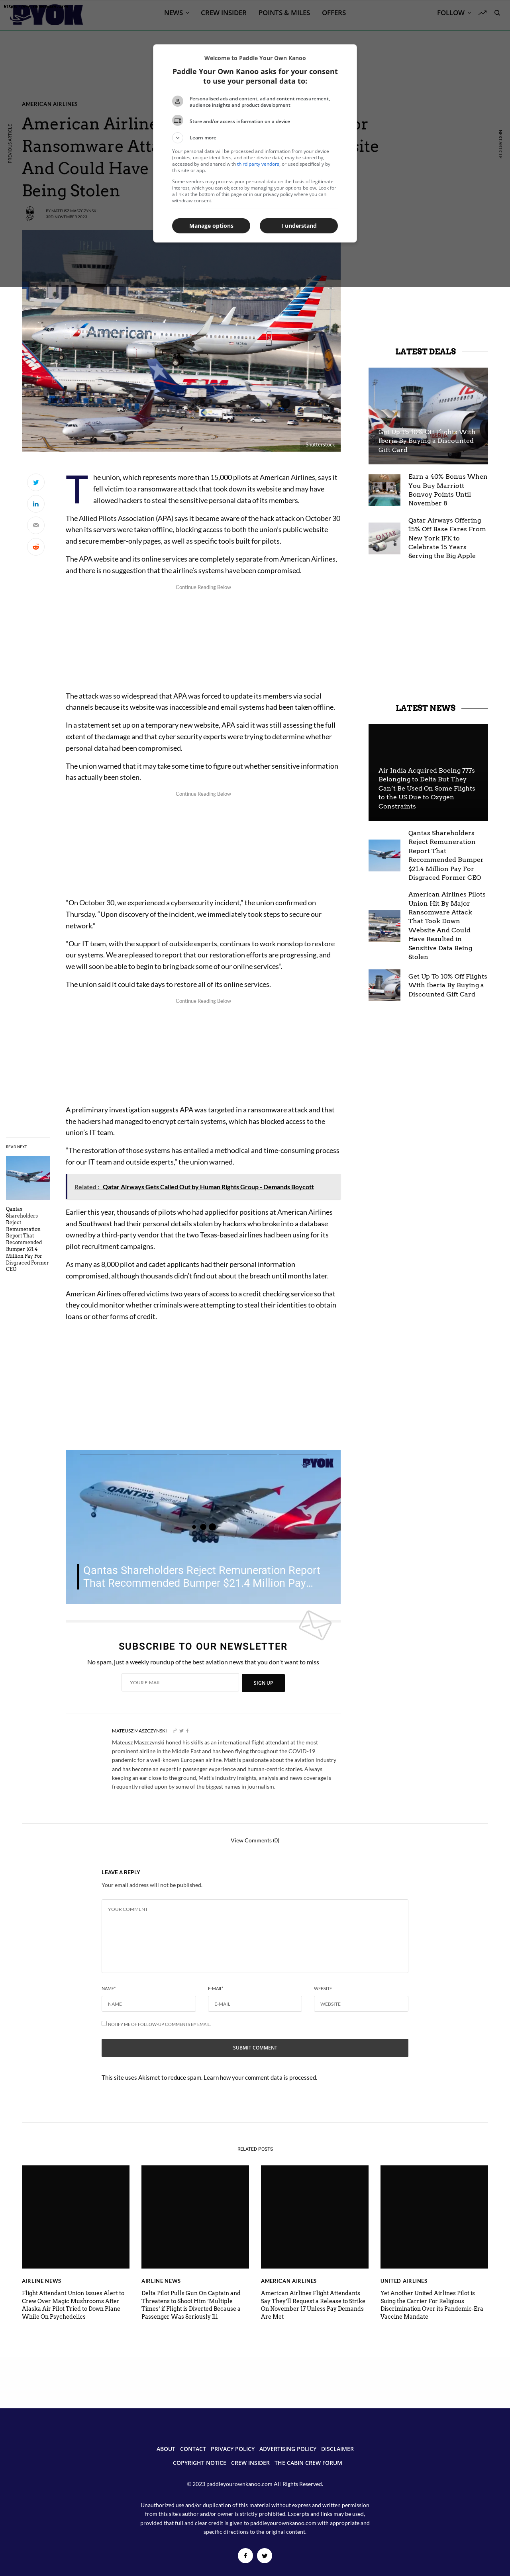 PYOK
NEWS
CREW INSIDER
POINTS & MILES
OFFERS
FOLLOW
PREVIOUS ARTICLE
NEXT ARTICLE
Welcome to Paddle Your Own Kanoo
Paddle Your Own Kanoo asks for your consent
to use your personal data to:
Personalised ads and content, ad and content measurement,
audience insights and product development
Store and/or access information on a device
Learn more
Your personal data will be processed and information from your device
(cookies, unique identifiers, and other device data) may be stored by,
accessed by and shared with third party vendors, or used specifically by
this site or app.
Some vendors may process your personal data on the basis of legitimate
interest, which you can object to by managing your options below. Look for
a link at the bottom of this page or in our privacy policy where you can
withdraw consent.
Manage options
I understand
AMERICAN AIRLINES
American Airline
or
Ransomware Atta
ite
And Could Have
Being Stolen
BY MATEUSZ MASZCZYNSKI
3RD NOVEMBER 2023
American
Shutterstock
The union, which represents more than 15,000 pilots at American Airlines, says it
fell victim to a ransomware attack that took down its website and may have
allowed hackers to steal the sensitive personal data of its members.
The Allied Pilots Association (APA) says it became aware of the hack attack on October 30
when its servers were taken offline, blocking access to both the union's public website
and secure member-only pages, as well as specific tools built for pilots.
The APA website and its online services are completely separate from American Airlines,
and there is no suggestion that the airline's systems have been compromised.
Continue Reading Below
The attack was so widespread that APA was forced to update its members via social
channels because its website was inaccessible and email systems had been taken offline.
In a statement set up on a temporary new website, APA said it was still assessing the full
extent of the damage and that cyber security experts were trying to determine whether
personal data had been compromised.
The union warned that it may take some time to figure out whether sensitive information
has actually been stolen.
Continue Reading Below
"On October 30, we experienced a cybersecurity incident," the union confirmed on
Thursday. "Upon discovery of the incident, we immediately took steps to secure our
network."
"Our IT team, with the support of outside experts, continues to work nonstop to restore
our systems. We are pleased to report that our restoration efforts are progressing, and
we will soon be able to begin to bring back some of our online services".
The union said it could take days to restore all of its online services.
Continue Reading Below
A preliminary investigation suggests APA was targeted in a ransomware attack and that
the hackers had managed to encrypt certain systems, which has blocked access to the
union's IT team.
"The restoration of those systems has entailed a methodical and time-consuming process
for our IT team and outside experts," the union warned.
Related : Qatar Airways Gets Called Out by Human Rights Group - Demands Boycott
Earlier this year, thousands of pilots who had applied for positions at American Airlines
and Southwest had their personal details stolen by hackers who broke into a database
owned by a third-party vendor that the two Texas-based airlines had been using for its
pilot recruitment campaigns.
As many as 8,000 pilot and cadet applicants had their personal information
compromised, although thousands didn't find out about the breach until months later.
American Airlines offered victims two years of access to a credit checking service so that
they could monitor whether criminals were attempting to steal their identities to obtain
loans or other forms of credit.
READ NEXT
Qantas
Shareholders
Reject
Remuneration
Report That
Recommended
Bumper $21.4
Million Pay For
Disgraced Former
CEO
LATEST DEALS
Get Up To 10% Off Flights With
Iberia By Buying a Discounted
Gift Card
Earn a 40% Bonus When
You Buy Marriott
Bonvoy Points Until
November 8
Qatar Airways Offering
15% Off Base Fares From
New York JFK to
Celebrate 15 Years
Serving the Big Apple
LATEST NEWS
Air India Acquired Boeing 777s
Belonging to Delta But They
Can't Be Used On Some Flights
to the US Due to Oxygen
Constraints
Qantas Shareholders
Reject Remuneration
Report That
Recommended Bumper
$21.4 Million Pay For
Disgraced Former CEO
American Airlines Pilots
Union Hit By Major
Ransomware Attack
That Took Down
Website And Could
Have Resulted in
Sensitive Data Being
Stolen
Get Up To 10% Off Flights
With Iberia By Buying a
Discounted Gift Card
PYOK
QANTAS
Qantas Shareholders Reject Remuneration Report
That Recommended Bumper $21.4 Million Pay...
SUBSCRIBE TO OUR NEWSLETTER
No spam, just a weekly roundup of the best aviation news that you don't want to miss
YOUR E-MAIL
SIGN UP
MATEUSZ MASZCZYNSKI
Mateusz Maszczynski honed his skills as an international flight attendant at the most
prominent airline in the Middle East and has been flying throughout the COVID-19
pandemic for a well-known European airline. Matt is passionate about the aviation industry
and has become an expert in passenger experience and human-centric stories. Always
keeping an ear close to the ground, Matt's industry insights, analysis and news coverage is
frequently relied upon by some of the biggest names in journalism.
View Comments (0)
LEAVE A REPLY
Your email address will not be published.
YOUR COMMENT
NAME*
E-MAIL*
WEBSITE
NAME
E-MAIL
WEBSITE
NOTIFY ME OF FOLLOW-UP COMMENTS BY EMAIL.
SUBMIT COMMENT
This site uses Akismet to reduce spam. Learn how your comment data is processed.
RELATED POSTS
AIRLINE NEWS
Flight Attendant Union Issues Alert to
Crew Over Magic Mushrooms After
Alaska Air Pilot Tried to Down Plane
While On Psychedelics
AIRLINE NEWS
Delta Pilot Pulls Gun On Captain and
Threatens to Shoot Him 'Multiple
Times' if Flight is Diverted Because a
Passenger Was Seriously Ill
AMERICAN AIRLINES
American Airlines Flight Attendants
Say They'll Request a Release to Strike
On November 17 Unless Pay Demands
Are Met
UNITED AIRLINES
Yet Another United Airlines Pilot is
Suing the Carrier For Religious
Discrimination Over its Pandemic-Era
Vaccine Mandate
ABOUT CONTACT PRIVACY POLICY ADVERTISING POLICY DISCLAIMER
COPYRIGHT NOTICE CREW INSIDER THE CABIN CREW FORUM
© 2023 paddleyourownkanoo.com All Rights Reserved.
Unauthorized use and/or duplication of this material without express and written permission
from this site's author and/or owner is strictly prohibited. Excerpts and links may be used,
provided that full and clear credit is given to paddleyourownkanoo.com with appropriate and
specific directions to the original content.